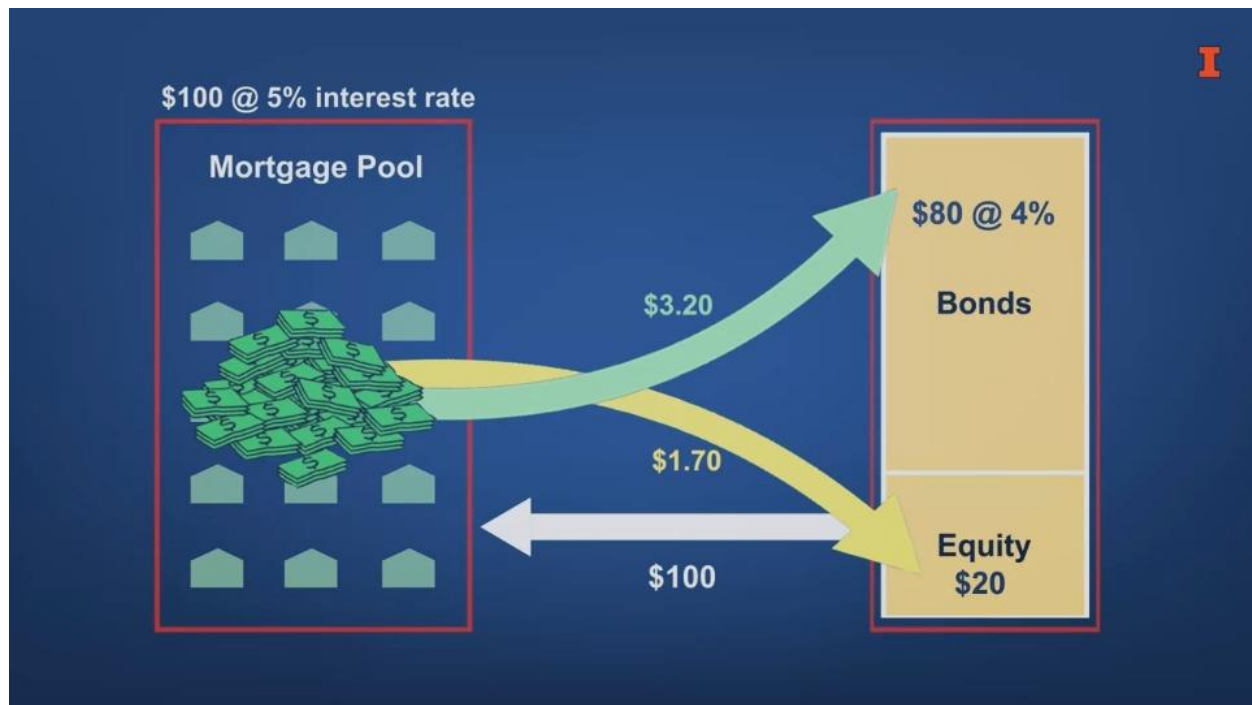 I
$100 @ 5% interest rate
Mortgage Pool
$80 @ 4%
Bonds
$3.20
$1.70
$100
Equity
$20
$
$
$
$
$
$
$
$
$
$
$